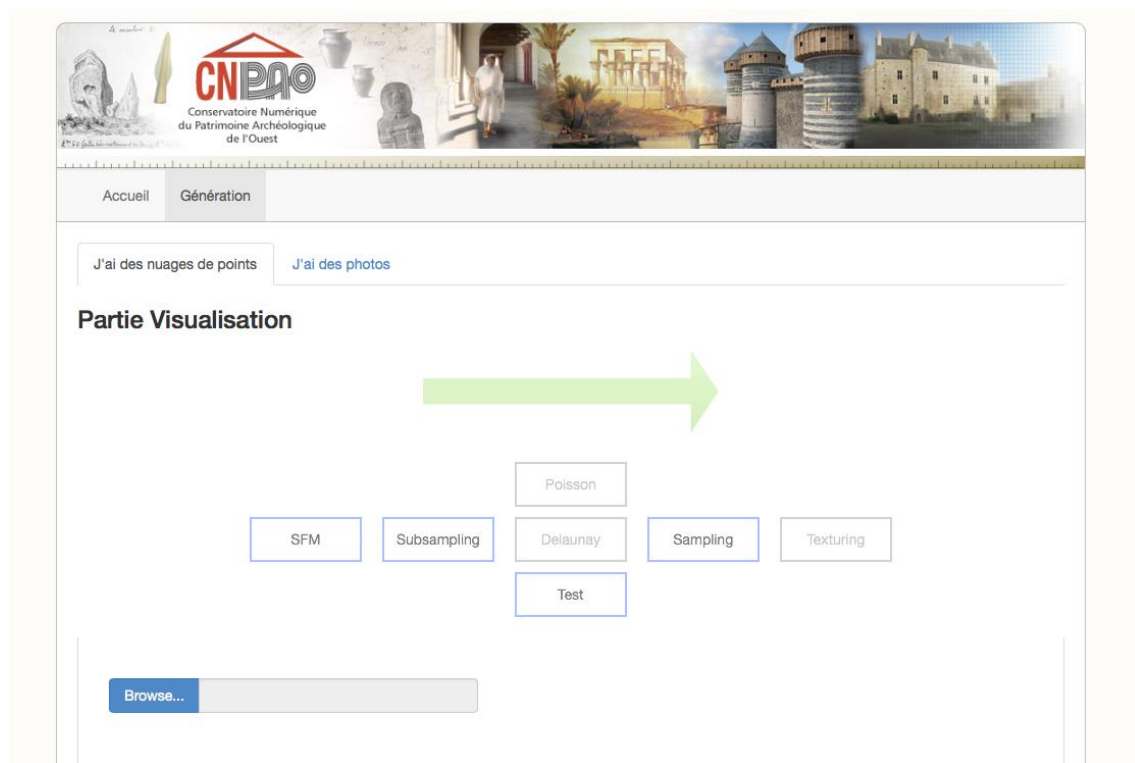 CNPAO
Conservatoire Numérique
du Patrimoine Archéologique
de l'Ouest
Accueil Génération
J'ai des nuages de points J'ai des photos
Partie Visualisation
Poisson
SFM Subsampling Delaunay Sampling Texturing
Test
Browse...